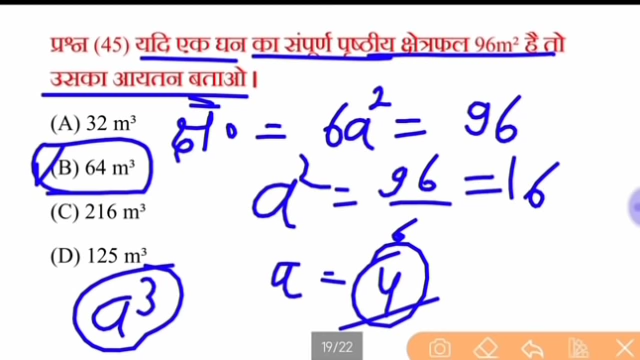 प्रश्न (45) यदि एक घन का संपूर्ण पृष्ठीय क्षेत्रफल 96m² है तो
उसका आयतन बताओ।
(A) 32 m³
क्षे० = 6a² = 96
(B) 64 m³
a² = 96/6 = 16
(C) 216 m³
(D) 125 m³
a = 4
a³
19/22